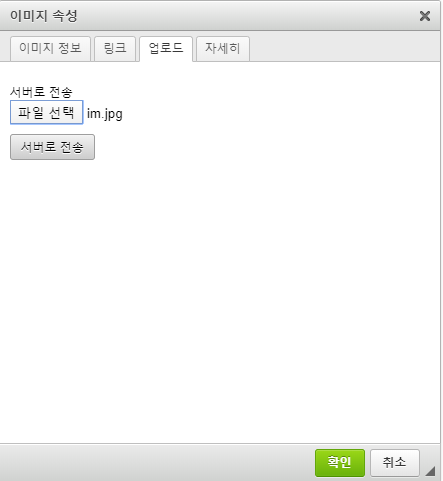 이미지 속성
이미지 정보 링크 업로드 자세히
서버로 전송
파일 선택 im.jpg
서버로 전송
확인 취소